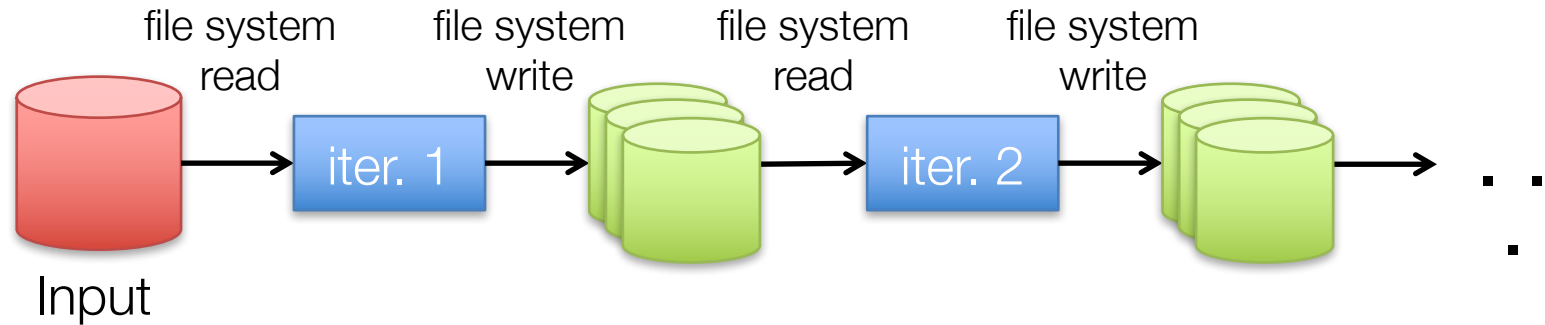 file system
read
file system
write
file system
read
file system
write
iter. 1
iter. 2
. .
.
Input